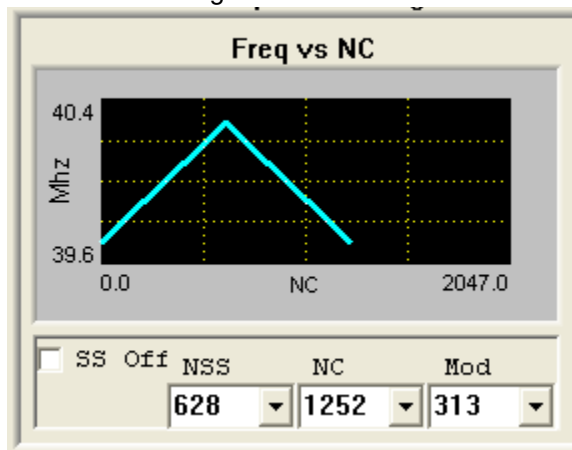 Freq vs NC
40.4
Mhz
39.6
0.0 NC 2047.0
SS Off NSS NC Mod
628 1252 313